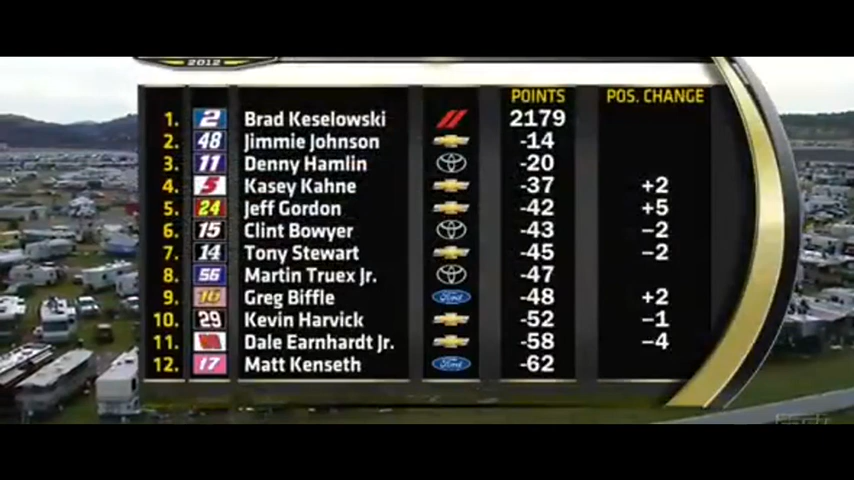 2012
POINTS POS. CHANGE
1. 2 Brad Keselowski 2179
2. 48 Jimmie Johnson -14
3. 11 Denny Hamlin -20
4. 5 Kasey Kahne -37 +2
5. 24 Jeff Gordon -42 +5
6. 15 Clint Bowyer -43 -2
7. 14 Tony Stewart -45 -2
8. 56 Martin Truex Jr. -47
9. 16 Greg Biffle Ford -48 +2
10. 29 Kevin Harvick -52 -1
11. Dale Earnhardt Jr. -58 -4
12. 17 Matt Kenseth Ford -62